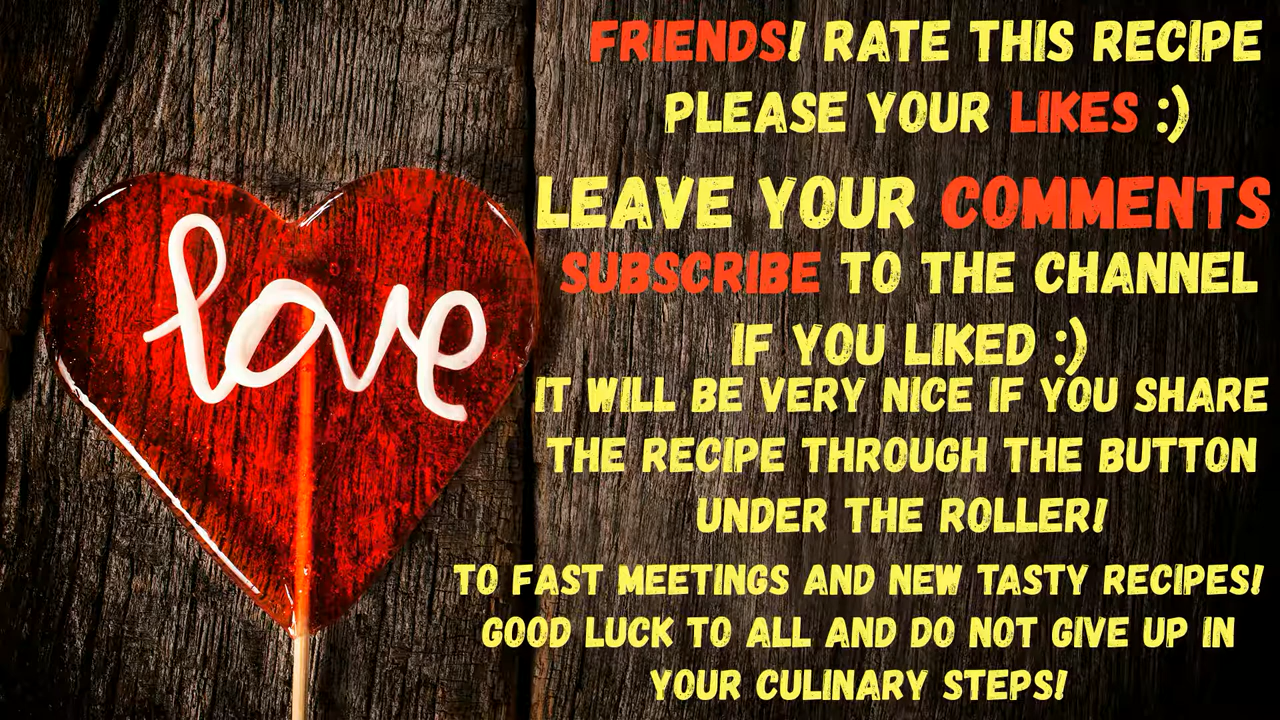 love
FRIENDS! RATE THIS RECIPE
PLEASE YOUR LIKES :)
LEAVE YOUR COMMENTS
SUBSCRIBE TO THE CHANNEL
IF YOU LIKED :)
IT WILL BE VERY NICE IF YOU SHARE
THE RECIPE THROUGH THE BUTTON
UNDER THE ROLLER!
TO FAST MEETINGS AND NEW TASTY RECIPES!
GOOD LUCK TO ALL AND DO NOT GIVE UP IN
YOUR CULINARY STEPS!